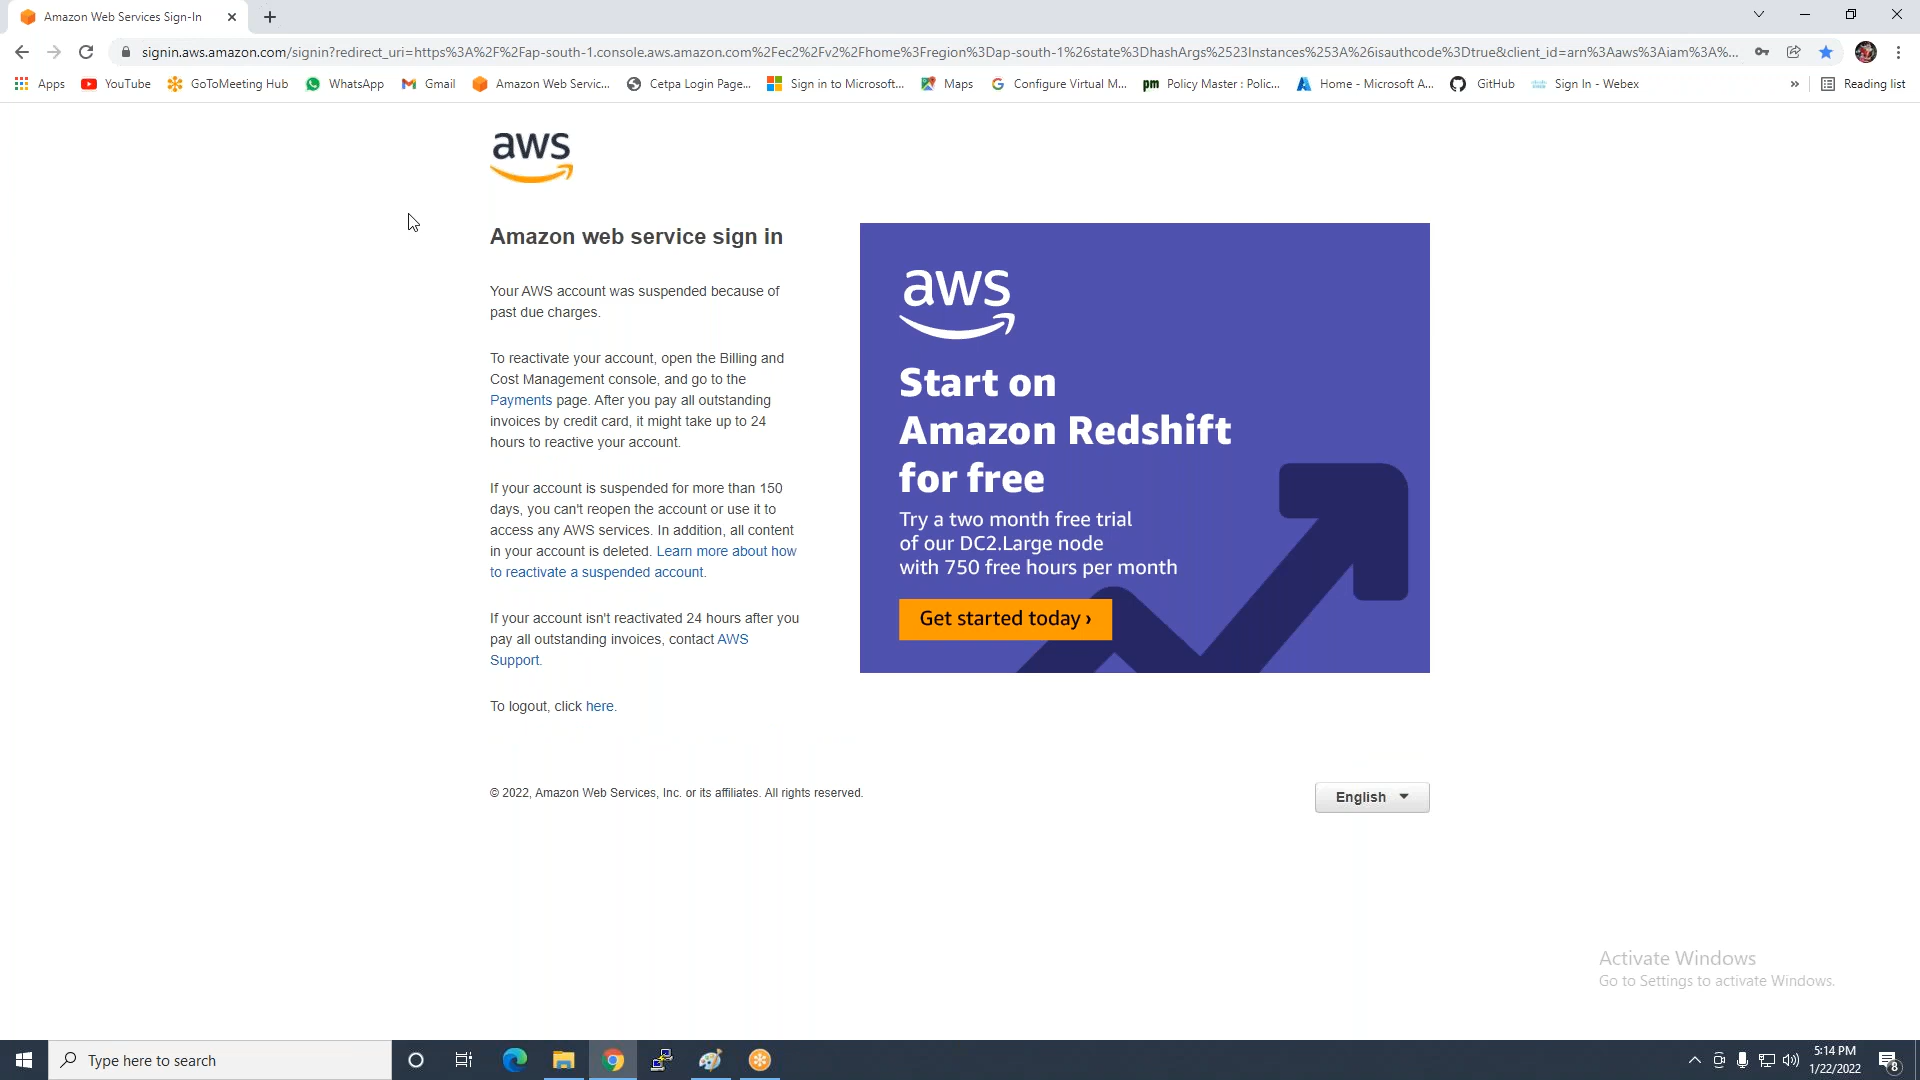 Amazon Web Services Sign-In
signin.aws.amazon.com/signin?redirect_uri=https%3A%2F%2Fap-south-1.console.aws.amazon.com%2Fec2%2Fv2%2Fhome%3Fregion%3Dap-south-1%26state%3DhashArgs%2523Instances%253A%26isauthcode%3Dtrue&client_id=arn%3Aaws%3Aiam%3A%...
Apps YouTube GoToMeeting Hub WhatsApp Gmail Amazon Web Servic... Cetpa Login Page... Sign in to Microsoft... Maps Configure Virtual M... pm Policy Master : Polic... Home - Microsoft A... GitHub Sign In - Webex » Reading list
aws
Amazon web service sign in
Your AWS account was suspended because of
past due charges.
To reactivate your account, open the Billing and
Cost Management console, and go to the
Payments page. After you pay all outstanding
invoices by credit card, it might take up to 24
hours to reactive your account.
If your account is suspended for more than 150
days, you can't reopen the account or use it to
access any AWS services. In addition, all content
in your account is deleted. Learn more about how
to reactivate a suspended account.
If your account isn't reactivated 24 hours after you
pay all outstanding invoices, contact AWS
Support.
To logout, click here.
aws
Start on
Amazon Redshift
for free
Try a two month free trial
of our DC2.Large node
with 750 free hours per month
Get started today ›
© 2022, Amazon Web Services, Inc. or its affiliates. All rights reserved.
English
Activate Windows
Go to Settings to activate Windows.
Type here to search
5:14 PM
1/22/2022
8